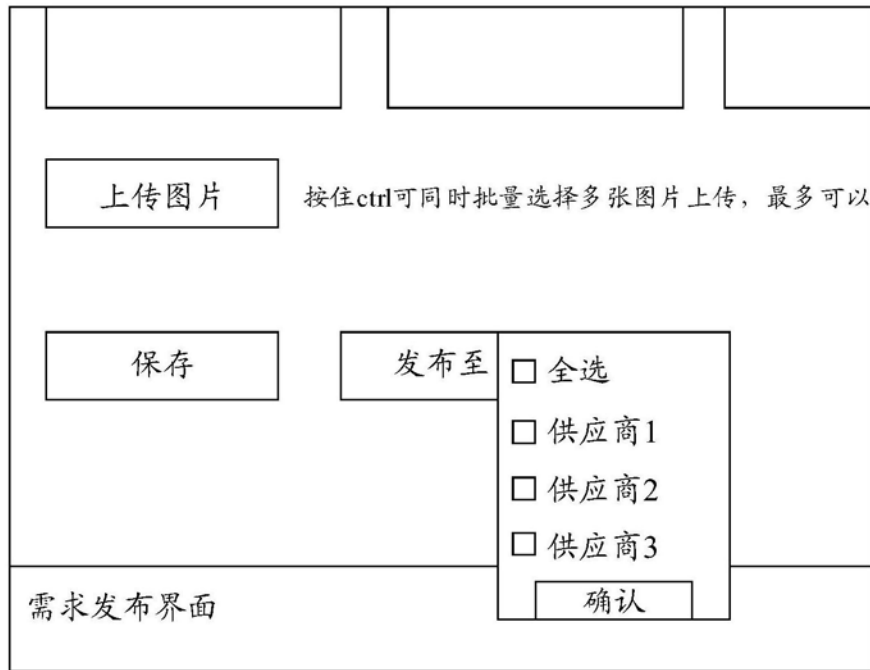 上传图片 按住ctrl可同时批量选择多张图片上传，最多可以
保存 发布至 全选
供应商1
供应商2
供应商3
确认
需求发布界面